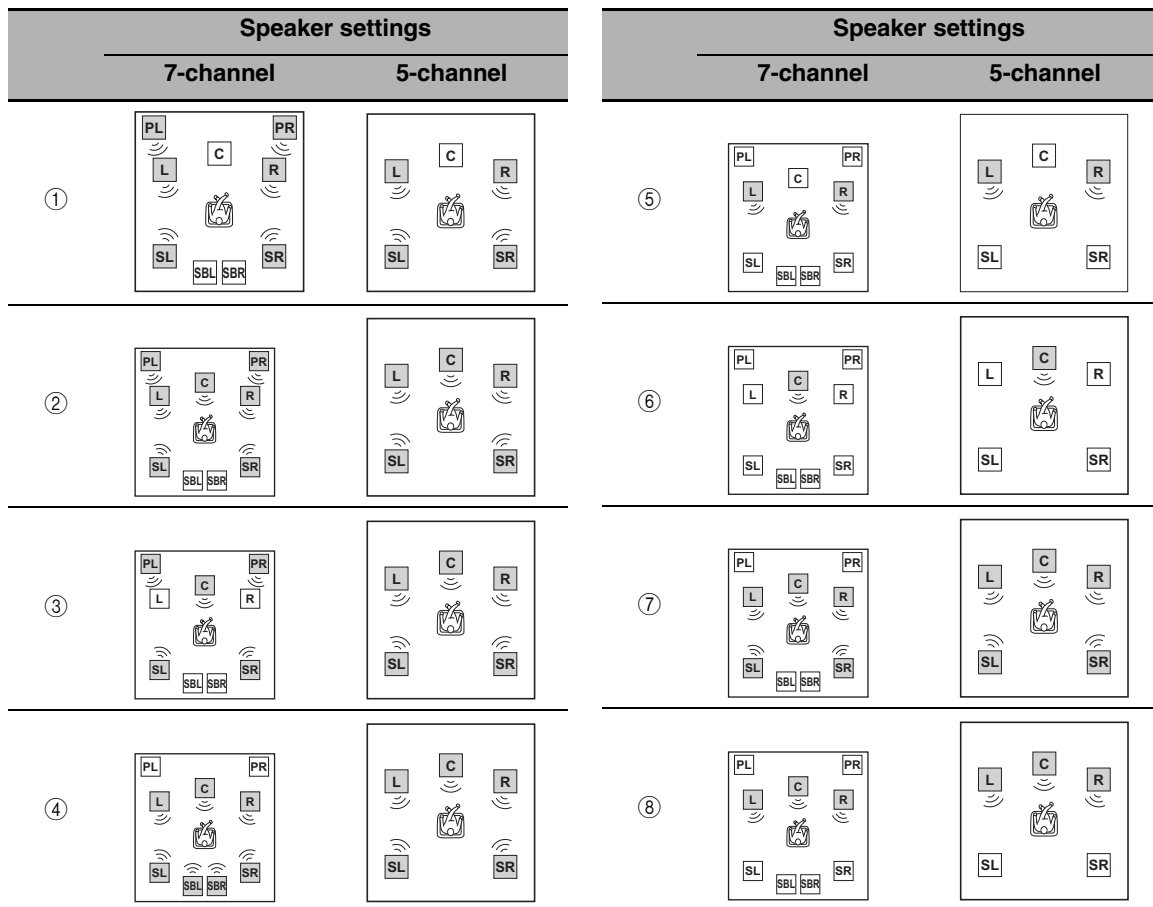 Speaker settings
7-channel 5-channel
①
PL PR
C
L R
SL SR
SBL SBR
C
L R
SL SR
②
PL PR
C
L R
SL SR
SBL SBR
C
L R
SL SR
③
PL PR
C
L R
SL SR
SBL SBR
C
L R
SL SR
④
PL PR
C
L R
SL SR
SBL SBR
C
L R
SL SR
Speaker settings
7-channel 5-channel
⑤
PL PR
C
L R
SL SR
SBL SBR
C
L R
SL SR
⑥
PL PR
C
L R
SL SR
SBL SBR
C
L R
SL SR
⑦
PL PR
C
L R
SL SR
SBL SBR
C
L R
SL SR
⑧
PL PR
C
L R
SL SR
SBL SBR
C
L R
SL SR